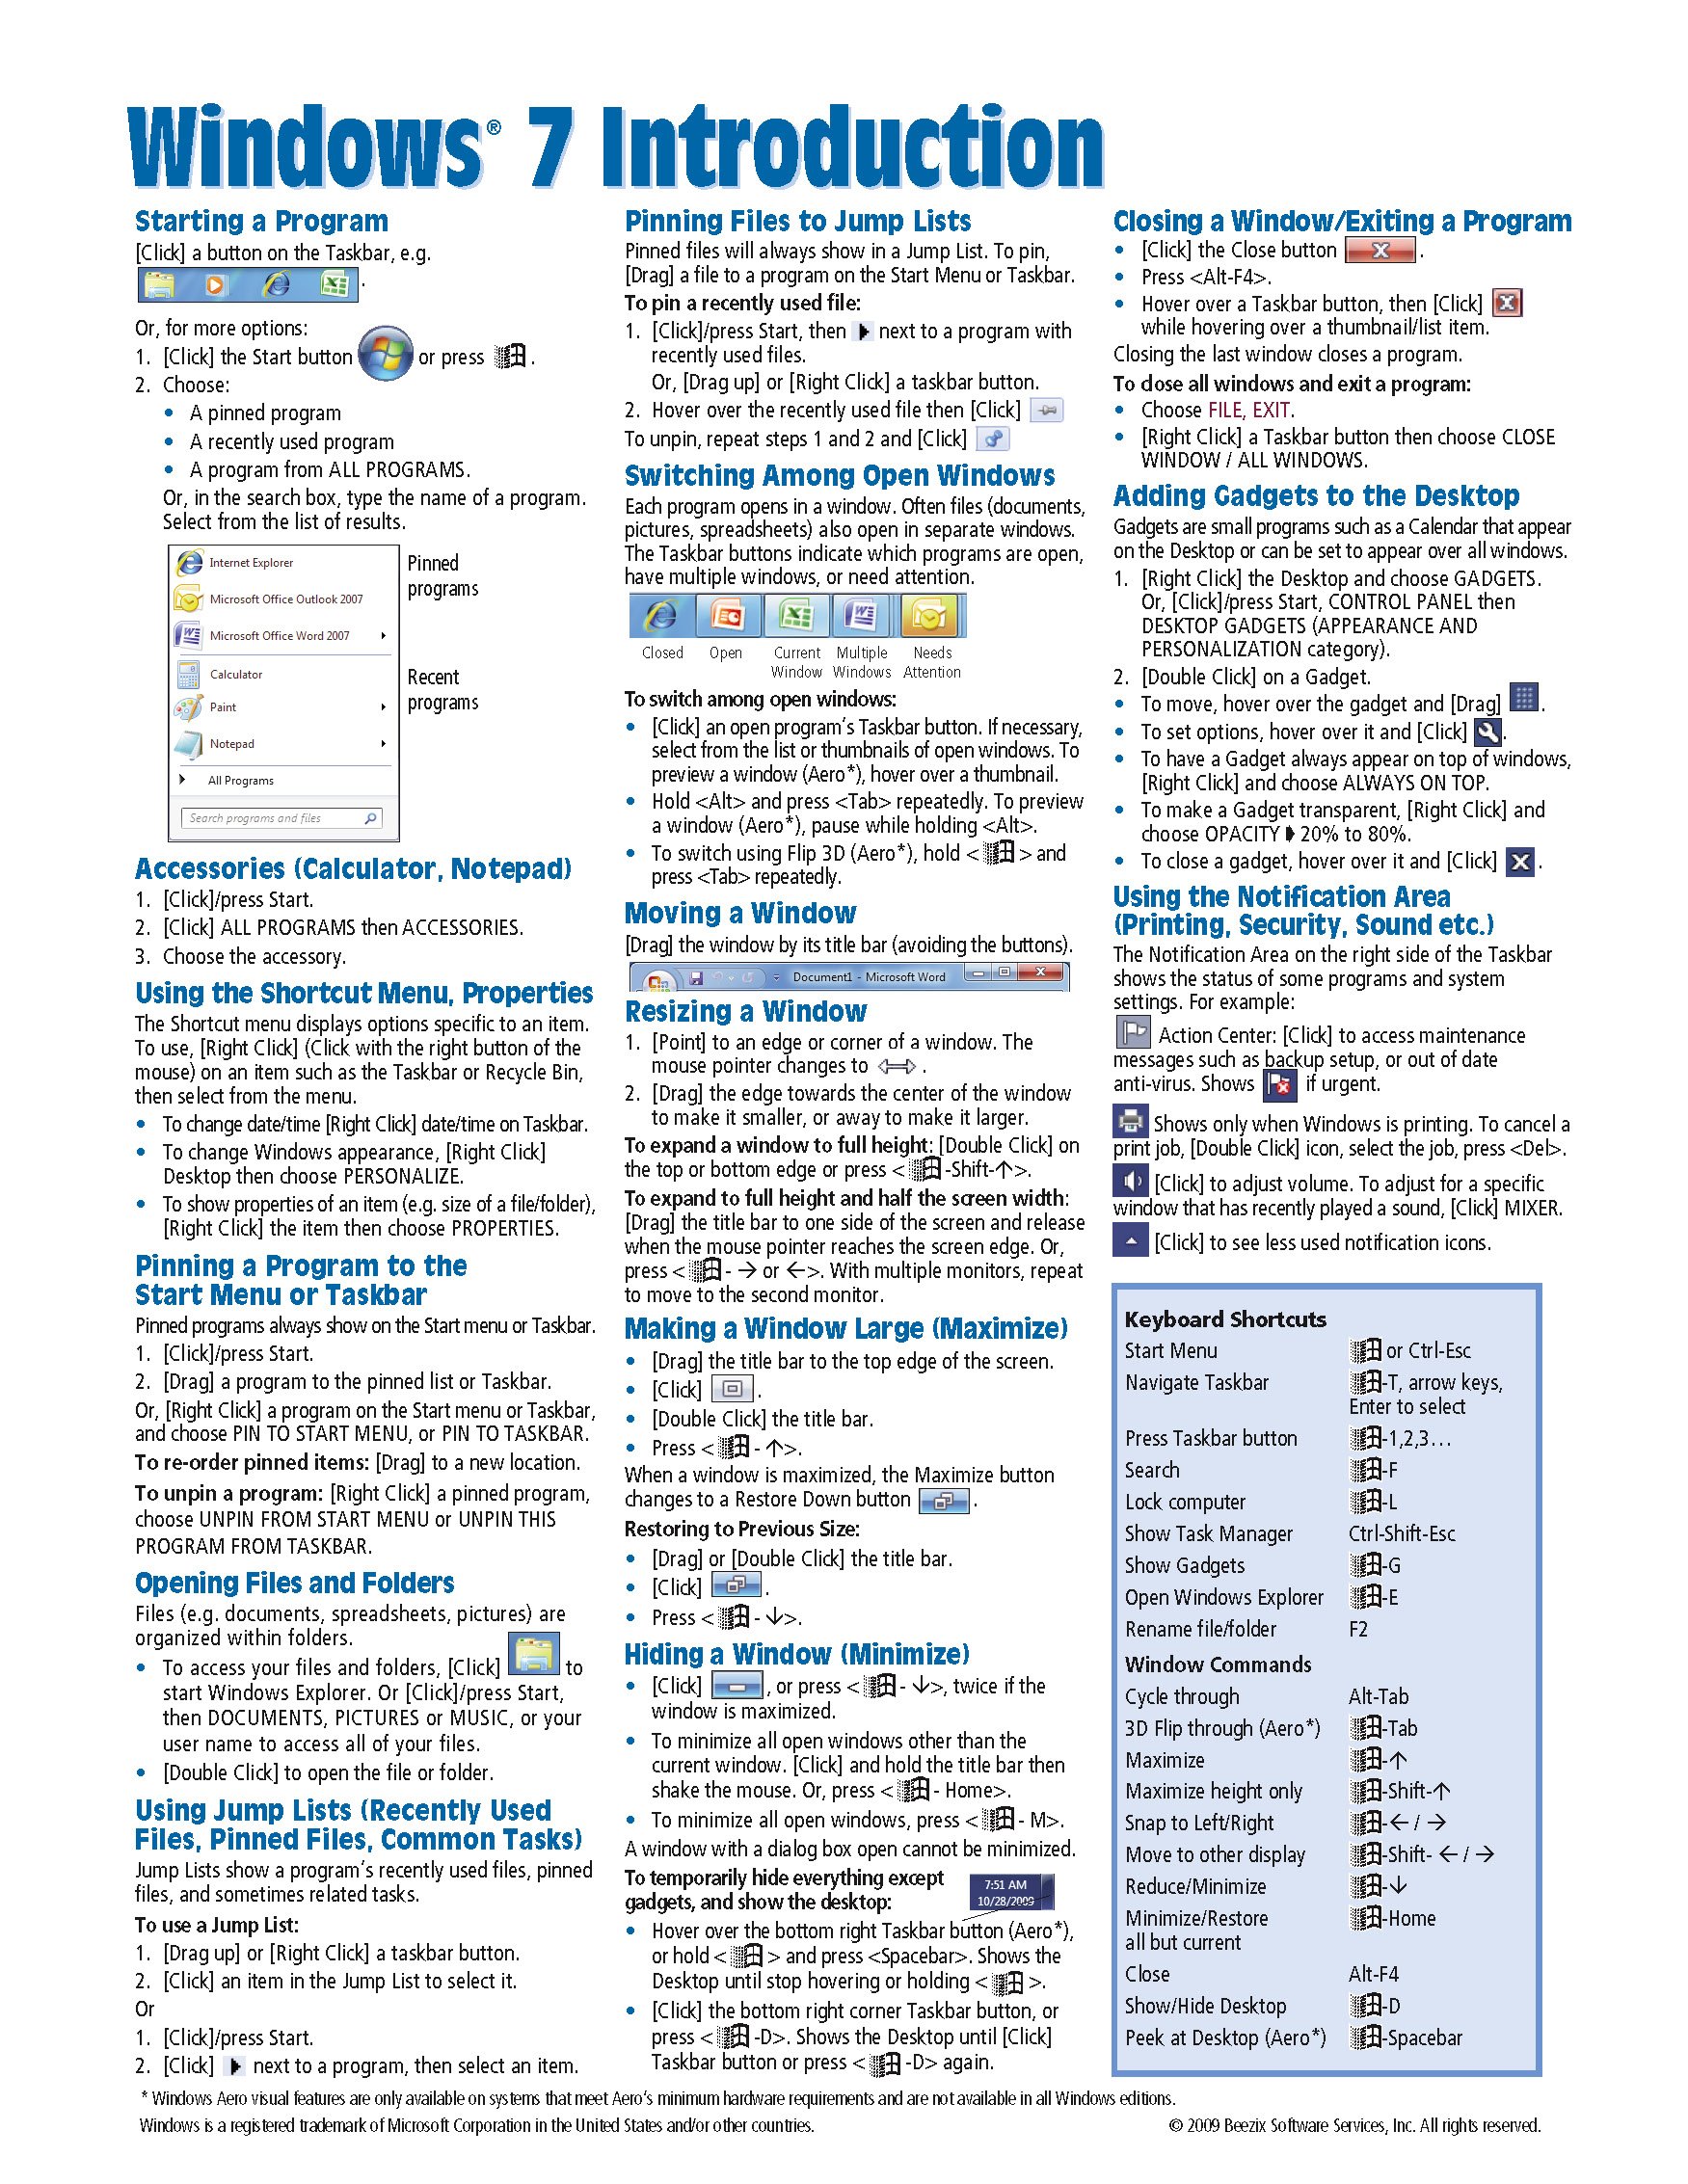 Windows® 7 Introduction
Starting a Program
[Click] a button on the Taskbar, e.g.
.
Or, for more options:
1. [Click] the Start button or press .
2. Choose:
• A pinned program
• A recently used program
• A program from ALL PROGRAMS.
Or, in the search box, type the name of a program.
Select from the list of results.
Internet Explorer
Microsoft Office Outlook 2007
Microsoft Office Word 2007
Calculator
Paint
Notepad
All Programs
Search programs and files
Pinned
programs
Recent
programs
Accessories (Calculator, Notepad)
1. [Click]/press Start.
2. [Click] ALL PROGRAMS then ACCESSORIES.
3. Choose the accessory.
Using the Shortcut Menu, Properties
The Shortcut menu displays options specific to an item.
To use, [Right Click] (Click with the right button of the
mouse) on an item such as the Taskbar or Recycle Bin,
then select from the menu.
• To change date/time [Right Click] date/time on Taskbar.
• To change Windows appearance, [Right Click]
Desktop then choose PERSONALIZE.
• To show properties of an item (e.g. size of a file/folder),
[Right Click] the item then choose PROPERTIES.
Pinning a Program to the
Start Menu or Taskbar
Pinned programs always show on the Start menu or Taskbar.
1. [Click]/press Start.
2. [Drag] a program to the pinned list or Taskbar.
Or, [Right Click] a program on the Start menu or Taskbar,
and choose PIN TO START MENU, or PIN TO TASKBAR.
To re-order pinned items: [Drag] to a new location.
To unpin a program: [Right Click] a pinned program,
choose UNPIN FROM START MENU or UNPIN THIS
PROGRAM FROM TASKBAR.
Opening Files and Folders
Files (e.g. documents, spreadsheets, pictures) are
organized within folders.
• To access your files and folders, [Click] to
start Windows Explorer. Or [Click]/press Start,
then DOCUMENTS, PICTURES or MUSIC, or your
user name to access all of your files.
• [Double Click] to open the file or folder.
Using Jump Lists (Recently Used
Files, Pinned Files, Common Tasks)
Jump Lists show a program's recently used files, pinned
files, and sometimes related tasks.
To use a Jump List:
1. [Drag up] or [Right Click] a taskbar button.
2. [Click] an item in the Jump List to select it.
Or
1. [Click]/press Start.
2. [Click] next to a program, then select an item.
Pinning Files to Jump Lists
Pinned files will always show in a Jump List. To pin,
[Drag] a file to a program on the Start Menu or Taskbar.
To pin a recently used file:
1. [Click]/press Start, then next to a program with
recently used files.
Or, [Drag up] or [Right Click] a taskbar button.
2. Hover over the recently used file then [Click]
To unpin, repeat steps 1 and 2 and [Click]
Switching Among Open Windows
Each program opens in a window. Often files (documents,
pictures, spreadsheets) also open in separate windows.
The Taskbar buttons indicate which programs are open,
have multiple windows, or need attention.
Closed Open Current Multiple Needs
Window Windows Attention
To switch among open windows:
• [Click] an open program's Taskbar button. If necessary,
select from the list or thumbnails of open windows. To
preview a window (Aero*), hover over a thumbnail.
• Hold <Alt> and press <Tab> repeatedly. To preview
a window (Aero*), pause while holding <Alt>.
• To switch using Flip 3D (Aero*), hold < > and
press <Tab> repeatedly.
Moving a Window
[Drag] the window by its title bar (avoiding the buttons).
Document1 - Microsoft Word
Resizing a Window
1. [Point] to an edge or corner of a window. The
mouse pointer changes to ⇔ .
2. [Drag] the edge towards the center of the window
to make it smaller, or away to make it larger.
To expand a window to full height: [Double Click] on
the top or bottom edge or press < -Shift-↑>.
To expand to full height and half the screen width:
[Drag] the title bar to one side of the screen and release
when the mouse pointer reaches the screen edge. Or,
press < - → or ←>. With multiple monitors, repeat
to move to the second monitor.
Making a Window Large (Maximize)
• [Drag] the title bar to the top edge of the screen.
• [Click] .
• [Double Click] the title bar.
• Press < - ↑>.
When a window is maximized, the Maximize button
changes to a Restore Down button .
Restoring to Previous Size:
• [Drag] or [Double Click] the title bar.
• [Click] .
• Press < - ↓>.
Hiding a Window (Minimize)
• [Click] , or press < - ↓>, twice if the
window is maximized.
• To minimize all open windows other than the
current window. [Click] and hold the title bar then
shake the mouse. Or, press < - Home>.
• To minimize all open windows, press < - M>.
A window with a dialog box open cannot be minimized.
To temporarily hide everything except
gadgets, and show the desktop:
7:51 AM
10/28/2009
• Hover over the bottom right Taskbar button (Aero*),
or hold < > and press <Spacebar>. Shows the
Desktop until stop hovering or holding < >.
• [Click] the bottom right corner Taskbar button, or
press < -D>. Shows the Desktop until [Click]
Taskbar button or press < -D> again.
Closing a Window/Exiting a Program
• [Click] the Close button .
• Press <Alt-F4>.
• Hover over a Taskbar button, then [Click]
while hovering over a thumbnail/list item.
Closing the last window closes a program.
To close all windows and exit a program:
• Choose FILE, EXIT.
• [Right Click] a Taskbar button then choose CLOSE
WINDOW / ALL WINDOWS.
Adding Gadgets to the Desktop
Gadgets are small programs such as a Calendar that appear
on the Desktop or can be set to appear over all windows.
1. [Right Click] the Desktop and choose GADGETS.
Or, [Click]/press Start, CONTROL PANEL then
DESKTOP GADGETS (APPEARANCE AND
PERSONALIZATION category).
2. [Double Click] on a Gadget.
• To move, hover over the gadget and [Drag] .
• To set options, hover over it and [Click] .
• To have a Gadget always appear on top of windows,
[Right Click] and choose ALWAYS ON TOP.
• To make a Gadget transparent, [Right Click] and
choose OPACITY 20% to 80%.
• To close a gadget, hover over it and [Click] .
Using the Notification Area
(Printing, Security, Sound etc.)
The Notification Area on the right side of the Taskbar
shows the status of some programs and system
settings. For example:
Action Center: [Click] to access maintenance
messages such as backup setup, or out of date
anti-virus. Shows if urgent.
Shows only when Windows is printing. To cancel a
print job, [Double Click] icon, select the job, press <Del>.
[Click] to adjust volume. To adjust for a specific
window that has recently played a sound, [Click] MIXER.
[Click] to see less used notification icons.
Keyboard Shortcuts
Start Menu or Ctrl-Esc
Navigate Taskbar -T, arrow keys,
Enter to select
Press Taskbar button -1,2,3…
Search -F
Lock computer -L
Show Task Manager Ctrl-Shift-Esc
Show Gadgets -G
Open Windows Explorer -E
Rename file/folder F2
Window Commands
Cycle through Alt-Tab
3D Flip through (Aero*) -Tab
Maximize -↑
Maximize height only -Shift-↑
Snap to Left/Right -← / →
Move to other display -Shift- ← / →
Reduce/Minimize -↓
Minimize/Restore -Home
all but current
Close Alt-F4
Show/Hide Desktop -D
Peek at Desktop (Aero*) -Spacebar
* Windows Aero visual features are only available on systems that meet Aero's minimum hardware requirements and are not available in all Windows editions.
Windows is a registered trademark of Microsoft Corporation in the United States and/or other countries.
© 2009 Beezix Software Services, Inc. All rights reserved.